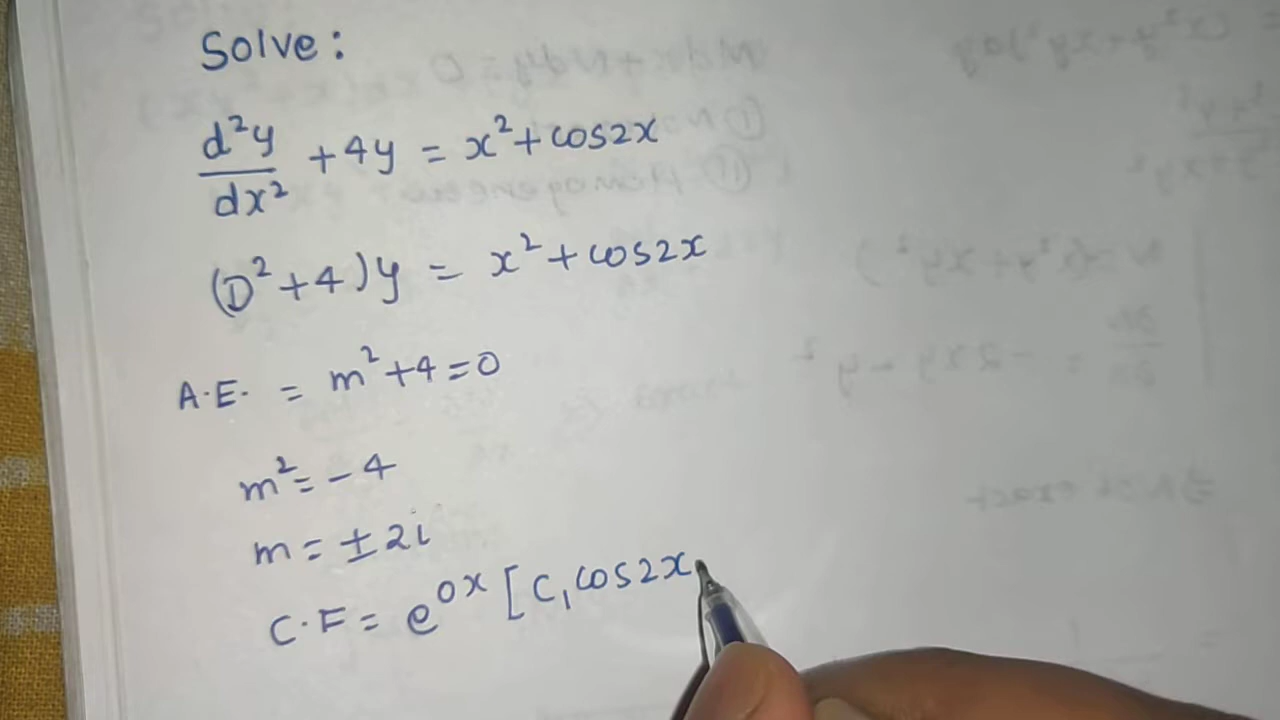 Solve:
d²y/dx² + 4y = x² + cos2x
(D² + 4)y = x² + cos2x
A.E. = m² + 4 = 0
m² = -4
m = ± 2i
C.F = e^0x [C₁cos2x